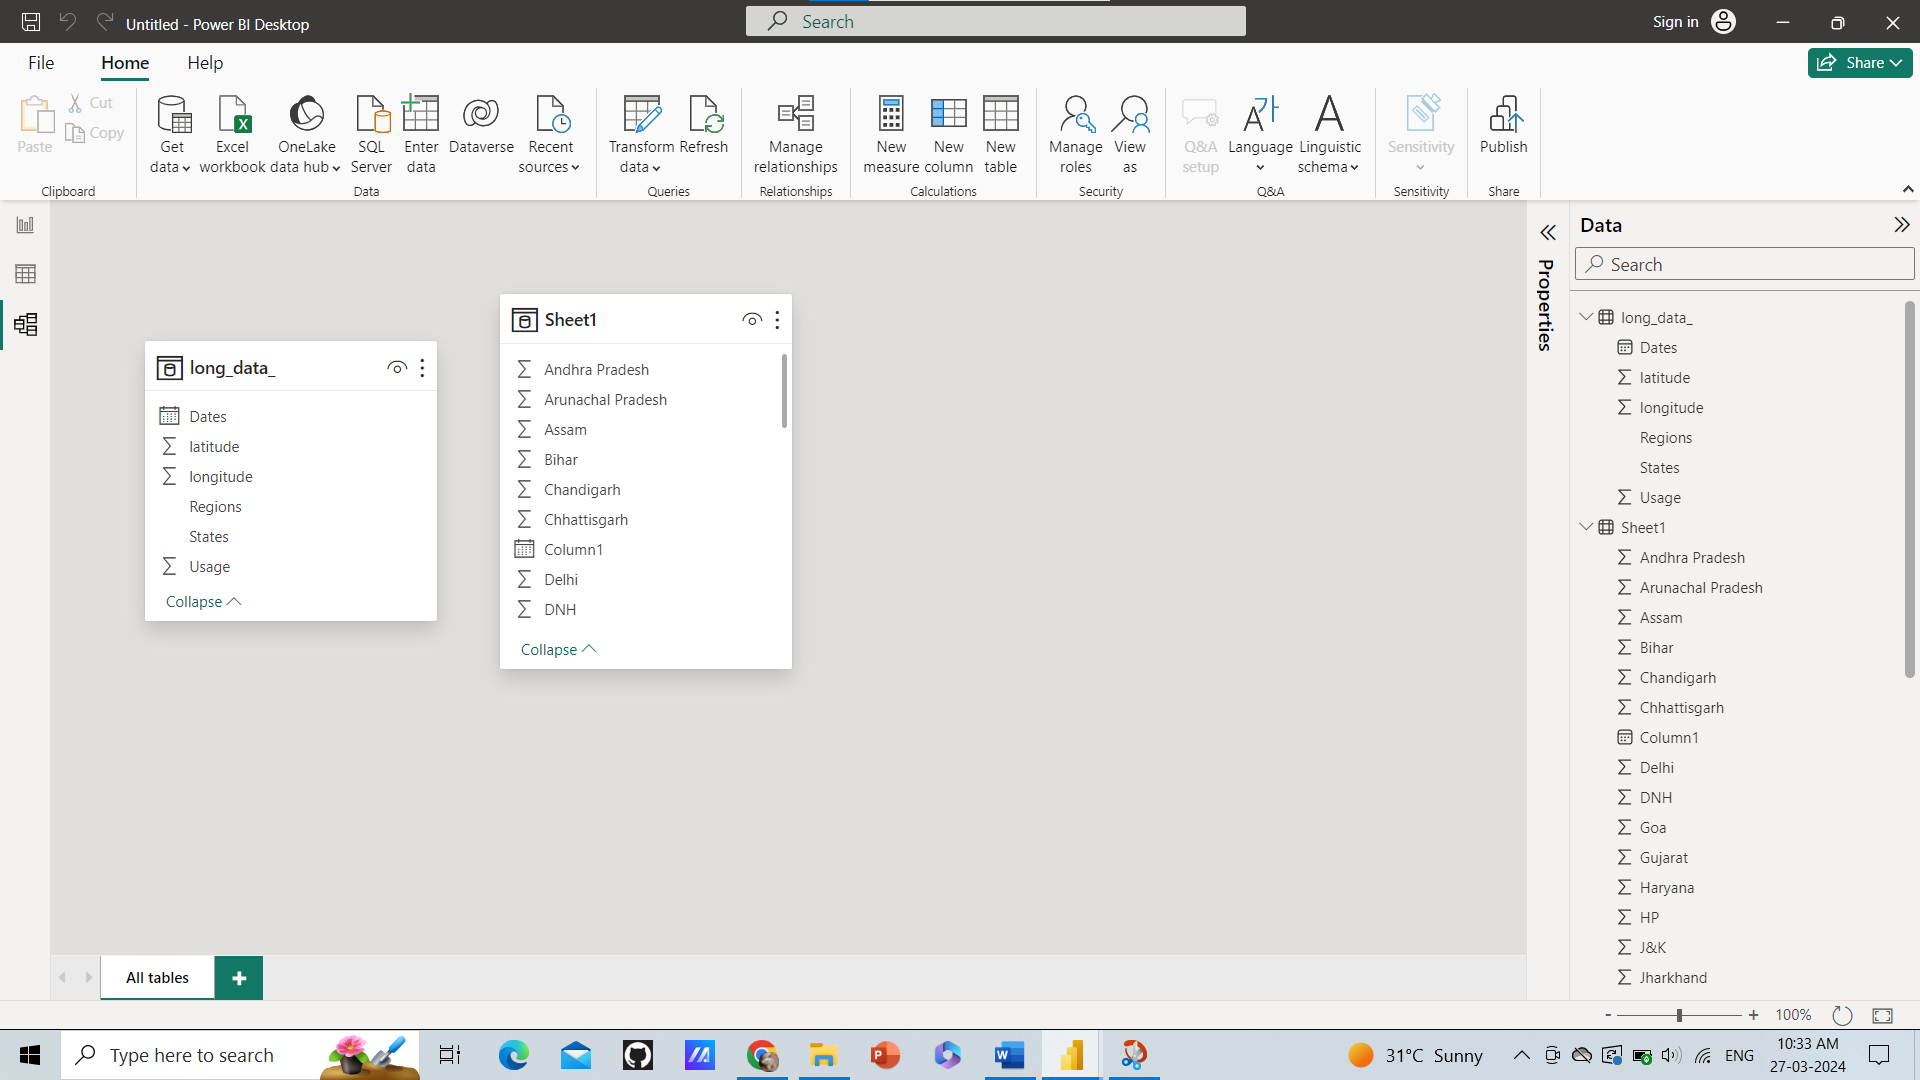 Untitled - Power BI Desktop
Search
Sign in
File
Home
Help
Share
Paste
Cut
Copy
Clipboard
Get data
Excel workbook
OneLake data hub
SQL Server
Enter data
Dataverse
Recent sources
Data
Transform data
Refresh
Queries
Manage relationships
Relationships
New measure
New column
New table
Calculations
Manage roles
View as
Security
Q&A setup
Language
Linguistic schema
Q&A
Sensitivity
Sensitivity
Publish
Share
long_data_
Dates
latitude
longitude
Regions
States
Usage
Collapse
Sheet1
Andhra Pradesh
Arunachal Pradesh
Assam
Bihar
Chandigarh
Chhattisgarh
Column1
Delhi
DNH
Collapse
Properties
Data
Search
long_data_
Dates
latitude
longitude
Regions
States
Usage
Sheet1
Andhra Pradesh
Arunachal Pradesh
Assam
Bihar
Chandigarh
Chhattisgarh
Column1
Delhi
DNH
Goa
Gujarat
Haryana
HP
J&K
Jharkhand
All tables
+
- + 100%
Type here to search
31°C Sunny
ENG
10:33 AM
27-03-2024